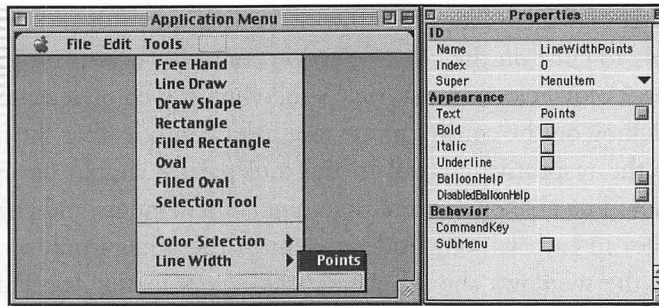 Application Menu
File Edit Tools
Free Hand
Line Draw
Draw Shape
Rectangle
Filled Rectangle
Oval
Filled Oval
Selection Tool
Color Selection
Line Width
Points
Properties
ID
Name LineWidthPoints
Index 0
Super MenuItem
Appearance
Text Points
Bold
Italic
Underline
BalloonHelp
DisabledBalloonHelp
Behavior
CommandKey
SubMenu